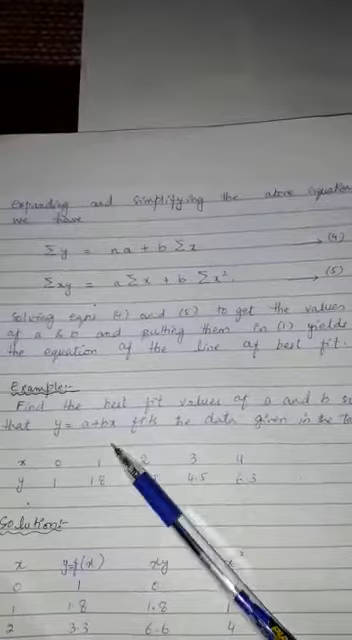 expanding and simplifying the above equation
we have
Σy = na + b Σx → (4)
Σxy = a Σx + b Σx². → (5)
Solving eqns (4) and (5) to get the values
of a & b and putting them in (1) yields
the equation of the line of best fit.
Example:-
Find the best fit values of a and b
that y = a+bx fits the data given in the
x 0 1 2 3 4
y 1 1.8 4.5 6.3
Solution:-
x y=f(x) xy x²
0 1 0
1 1.8 1.8 1
2 3.3 6.6 4